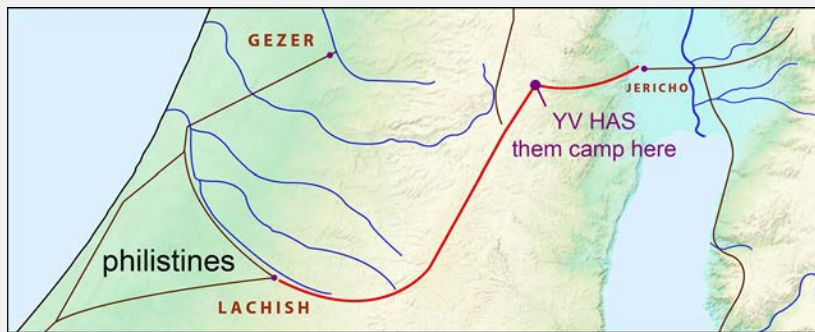 GEZER
JERICHO
YV HAS
them camp here
philistines
LACHISH